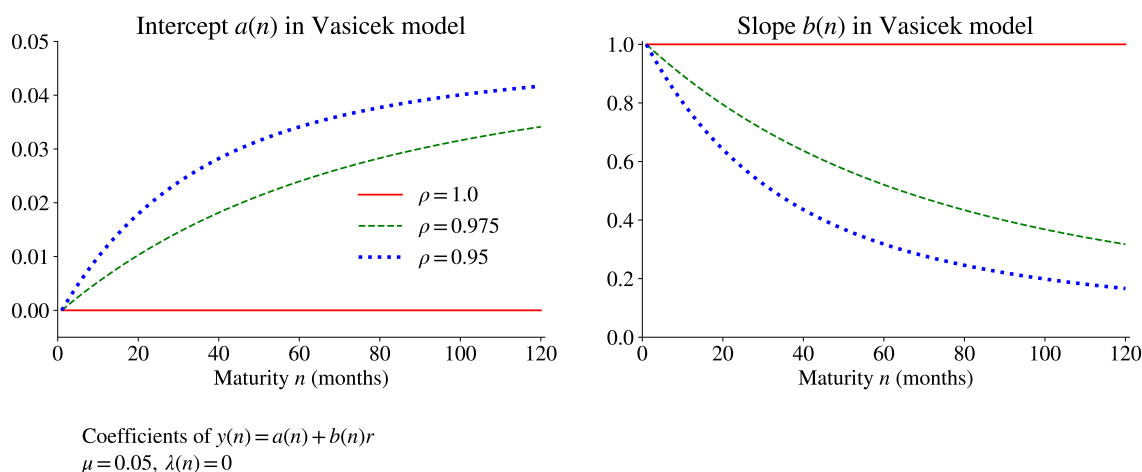 Intercept a(n) in Vasicek model
0.05
0.04
0.03
0.02
0.01
0.00
ρ = 1.0
ρ = 0.975
ρ = 0.95
0 20 40 60 80 100 120
Maturity n (months)
Slope b(n) in Vasicek model
1.0
0.8
0.6
0.4
0.2
0.0
0 20 40 60 80 100 120
Maturity n (months)
Coefficients of y(n) = a(n) + b(n)r
μ = 0.05, λ(n) = 0